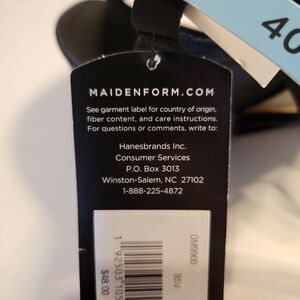 40
MAIDENFORM.COM
See garment label for country of origin,
fiber content, and care instructions.
For questions or comments, write to:
Hanesbrands Inc.
Consumer Services
P.O. Box 3013
Winston-Salem, NC 27102
1-888-225-4872
DM9900
$48.00